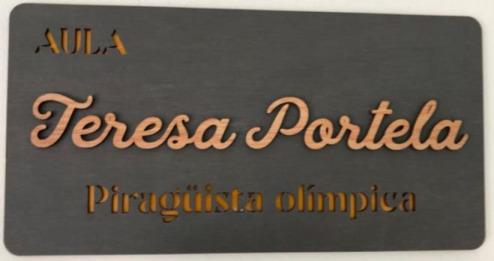 AULA
Teresa Portela
Piragüista olímpica